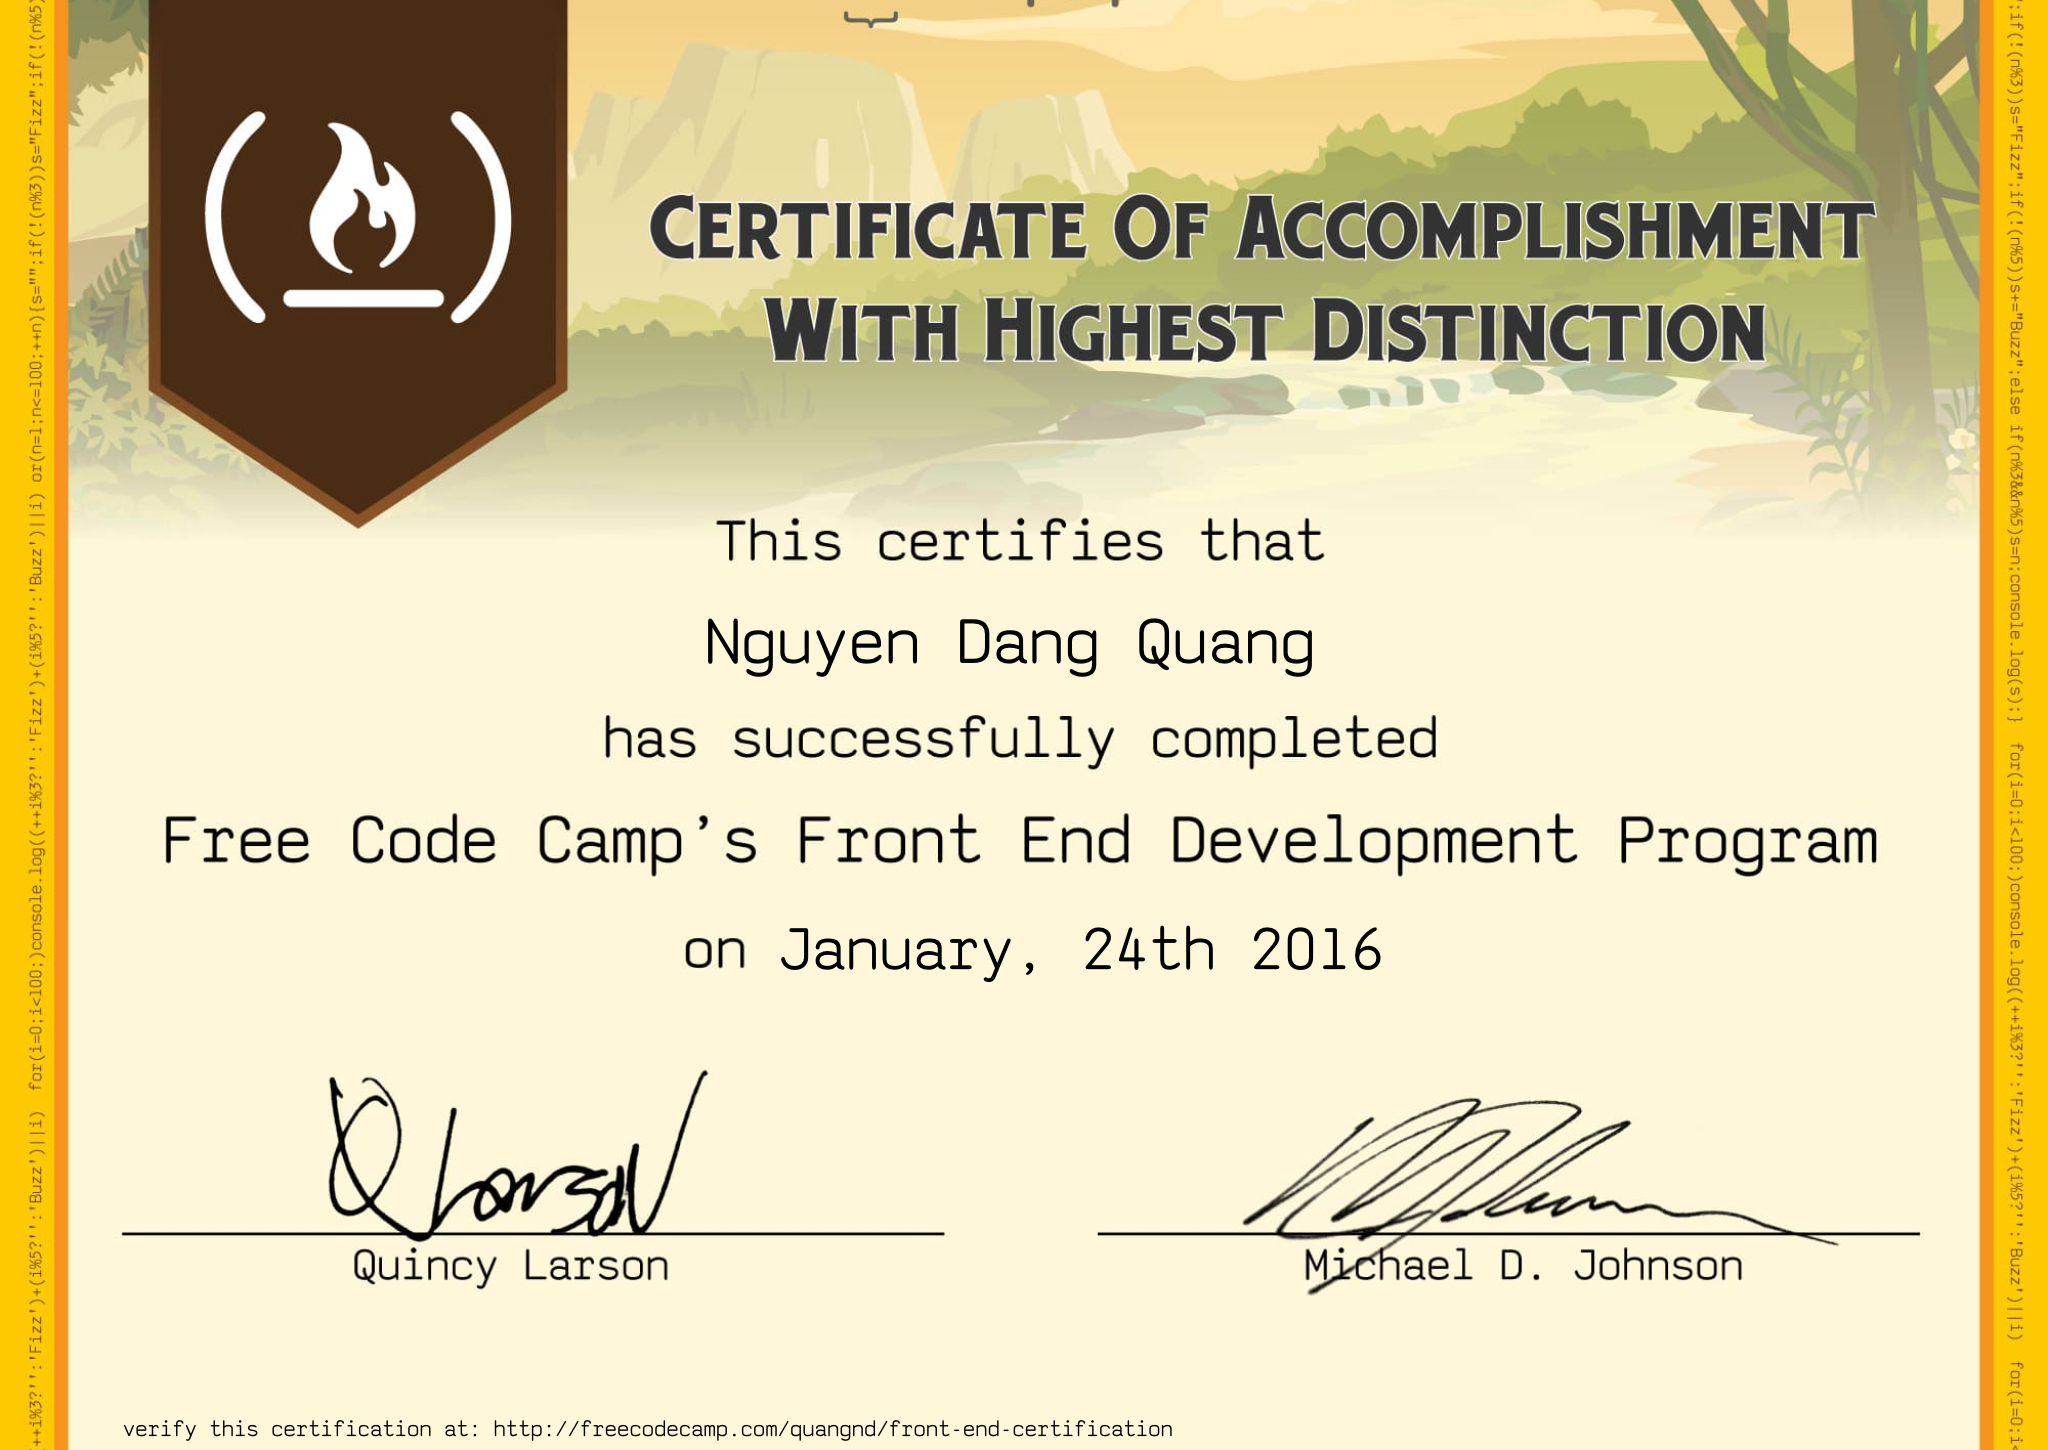 Certificate Of Accomplishment
With Highest Distinction
This certifies that
Nguyen Dang Quang
has successfully completed
Free Code Camp’s Front End Development Program
on January, 24th 2016
Quincy Larson
Michael D. Johnson
verify this certification at: http://freecodecamp.com/quangnd/front-end-certification
or(n=1;n<=100;++n){s="";if(!(n%3))s="Fizz";if(!(n%5)
for(i=0;i<100;)console.log((++i%3?'':'Fizz')+(i%5?'':'Buzz')||i)
++i%3?'':'Fizz')+(i%5?'':'Buzz')||i)
;if(!(n%3))s="Fizz";if(!(n%5))s+="Buzz";else if(n%3&&n%5)s=n;console.log(s);}
for(i=0;i<100;)console.log((++i%3?'':'Fizz')+(i%5?'':'Buzz')||i)
for(i=0;i<